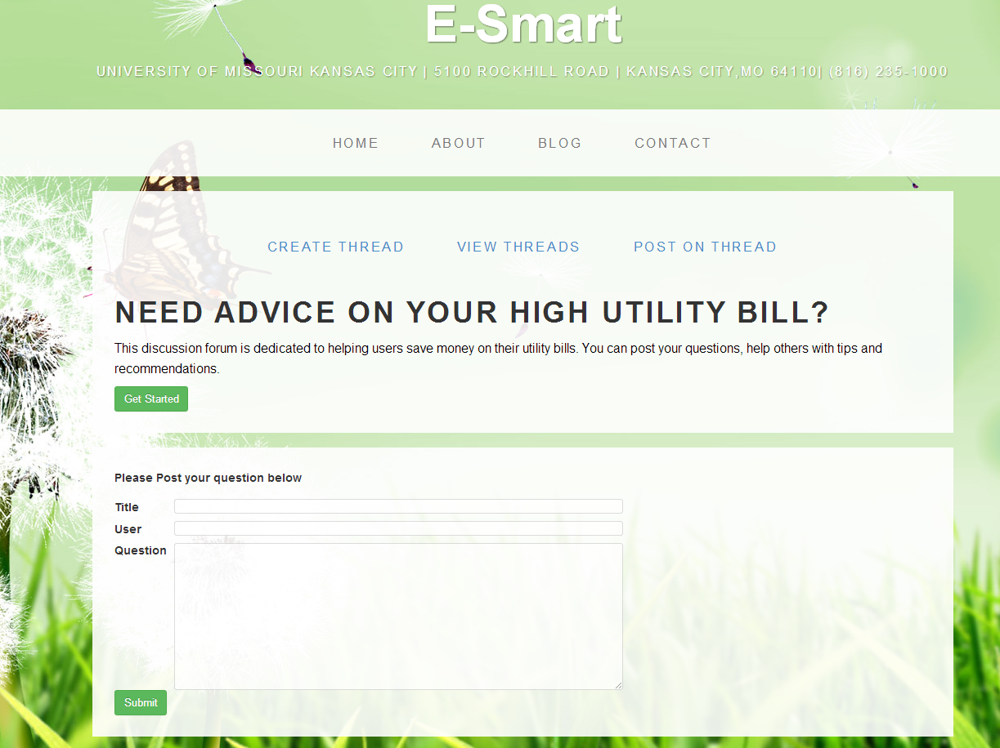 E-Smart
UNIVERSITY OF MISSOURI KANSAS CITY | 5100 ROCKHILL ROAD | KANSAS CITY,MO 64110| (816) 235-1000
HOME ABOUT BLOG CONTACT
CREATE THREAD VIEW THREADS POST ON THREAD
NEED ADVICE ON YOUR HIGH UTILITY BILL?
This discussion forum is dedicated to helping users save money on their utility bills. You can post your questions, help others with tips and
recommendations.
Get Started
Please Post your question below
Title
User
Question
Submit